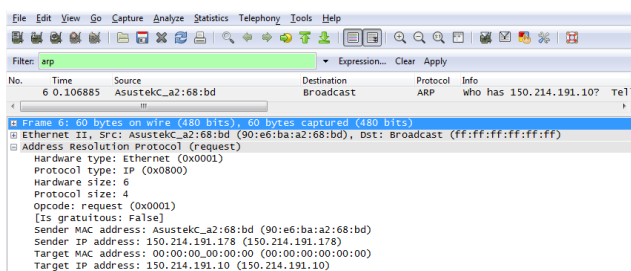 File Edit View Go Capture Analyze Statistics Telephony Tools Help
Filter: arp Expression... Clear Apply
No. Time Source Destination Protocol Info
6 0.106885 AsustekC_a2:68:bd Broadcast ARP who has 150.214.191.10? Tell
Frame 6: 60 bytes on wire (480 bits), 60 bytes captured (480 bits)
Ethernet II, Src: AsustekC_a2:68:bd (90:e6:ba:a2:68:bd), Dst: Broadcast (ff:ff:ff:ff:ff:ff)
Address Resolution Protocol (request)
Hardware type: Ethernet (0x0001)
Protocol type: IP (0x0800)
Hardware size: 6
Protocol size: 4
Opcode: request (0x0001)
[Is gratuitous: False]
Sender MAC address: AsustekC_a2:68:bd (90:e6:ba:a2:68:bd)
Sender IP address: 150.214.191.178 (150.214.191.178)
Target MAC address: 00:00:00_00:00:00 (00:00:00:00:00:00)
Target IP address: 150.214.191.10 (150.214.191.10)